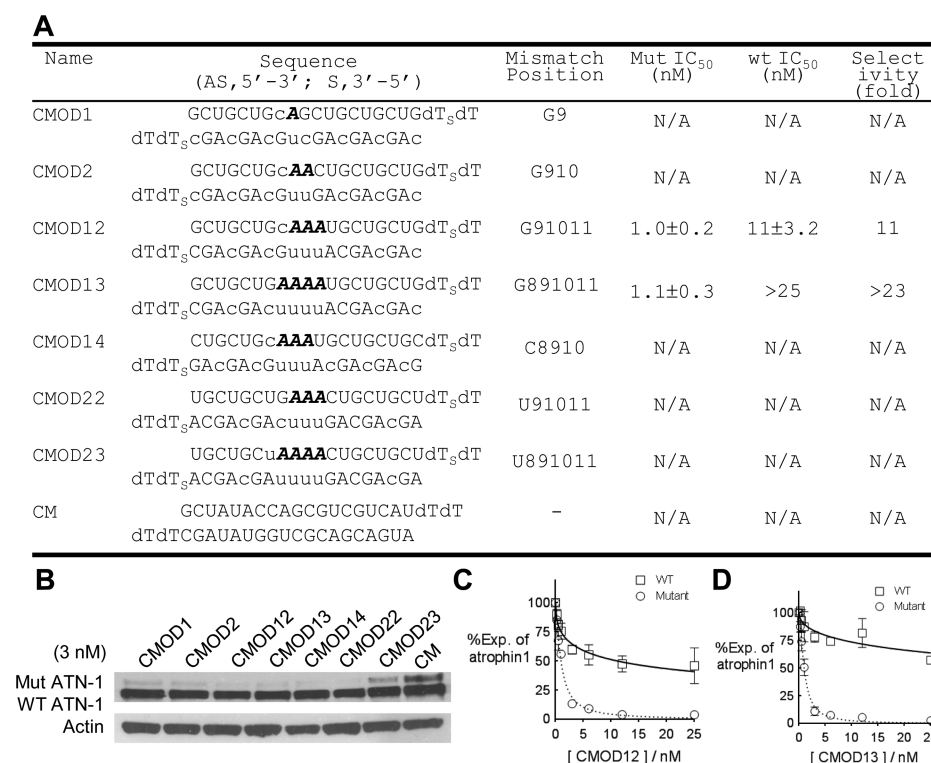 A
Name Sequence Mismatch Mut IC50 wt IC50 Select
(AS,5′-3′; S,3′-5′) Position (nM) (nM) ivity
(fold)
CMOD1 GCUGCUGcAGCUGCUGCUGdTSdT G9 N/A N/A N/A
dTdTScGAcGAcGucGAcGAcGAc
CMOD2 GCUGCUGcAACUGCUGCUGdTSdT G910 N/A N/A N/A
dTdTScGAcGAcGuuGAcGAcGAc
CMOD12 GCUGCUGcAAAUGCUGCUGdTSdT G91011 1.0±0.2 11±3.2 11
dTdTSCGAcGAcGuuuACGAcGAc
CMOD13 GCUGCUGAAAAUGCUGCUGdTSdT G891011 1.1±0.3 >25 >23
dTdTSCGAcGAcuuuuACGAcGAc
CMOD14 CUGCUGcAAAUGCUGCUGCdTSdT C8910 N/A N/A N/A
dTdTSGAcGAcGuuuAcGAcGAcG
CMOD22 UGCUGCUGAAACUGCUGCUdTSdT U91011 N/A N/A N/A
dTdTSACGAcGAcuuuGACGAcGA
CMOD23 UGCUGCuAAAACUGCUGCUdTSdT U891011 N/A N/A N/A
dTdTSACGAcGAuuuuGACGAcGA
CM GCUAUACCAGCGUCGUCAUdTdT – N/A N/A N/A
dTdTCGAUAUGGUCGCAGCAGUA
B
(3 nM) CMOD1 CMOD2 CMOD12 CMOD13 CMOD14 CMOD22 CMOD23 CM
Mut ATN-1
WT ATN-1
Actin
C
WT
Mutant
%Exp. of
atrophin1
100
75
50
25
0
0 5 10 15 20 25
[ CMOD12 ] / nM
D
WT
Mutant
%Exp. of
atrophin1
100
75
50
25
0
0 5 10 15 20 25
[ CMOD13 ] / nM